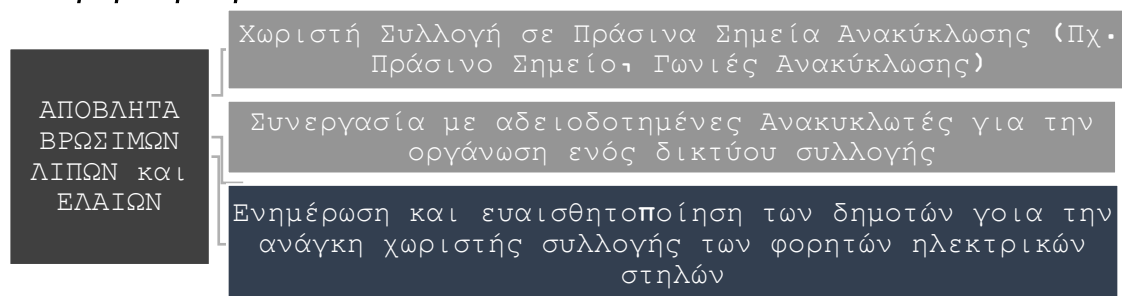 ΑΠΟΒΛΗΤΑ
ΒΡΩΣΙΜΩΝ
ΛΙΠΩΝ και
ΕΛΑΙΩΝ
Χωριστή Συλλογή σε Πράσινα Σημεία Ανακύκλωσης (Πχ.
Πράσινο Σημείο, Γωνιές Ανακύκλωσης)
Συνεργασία με αδειοδοτημένες Ανακυκλωτές για την
οργάνωση ενός δικτύου συλλογής
Ενημέρωση και ευαισθητοποίηση των δημοτών γοια την
ανάγκη χωριστής συλλογής των φορητών ηλεκτρικών
στηλών